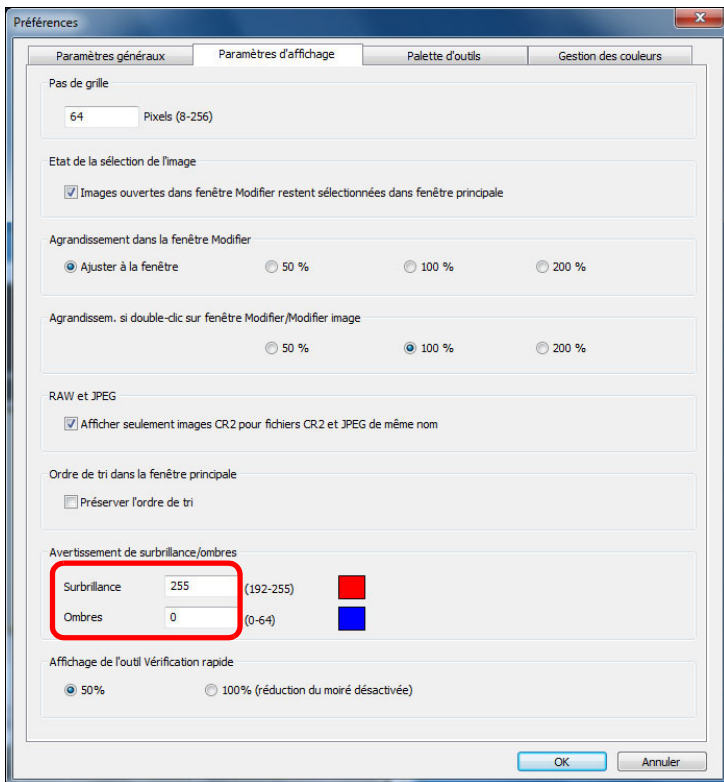 Préférences
Paramètres généraux Paramètres d'affichage Palette d'outils Gestion des couleurs
Pas de grille
64 Pixels (8-256)
Etat de la sélection de l'image
Images ouvertes dans fenêtre Modifier restent sélectionnées dans fenêtre principale
Agrandissement dans la fenêtre Modifier
Ajuster à la fenêtre 50 % 100 % 200 %
Agrandissem. si double-clic sur fenêtre Modifier/Modifier image
50 % 100 % 200 %
RAW et JPEG
Afficher seulement images CR2 pour fichiers CR2 et JPEG de même nom
Ordre de tri dans la fenêtre principale
Préserver l'ordre de tri
Avertissement de surbrillance/ombres
Surbrillance 255 (192-255)
Ombres 0 (0-64)
Affichage de l'outil Vérification rapide
50% 100% (réduction du moiré désactivée)
OK Annuler